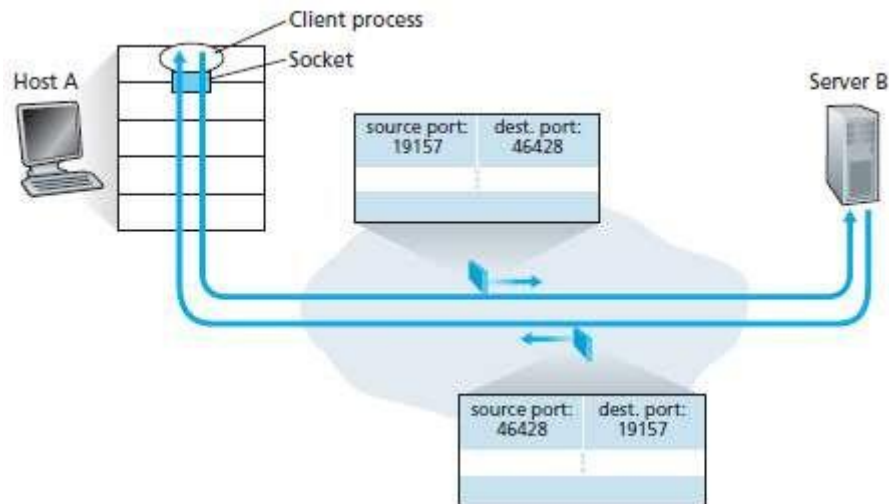 Client process
Socket
Host A
Server B
source port: dest. port:
19157 46428
source port: dest. port:
46428 19157